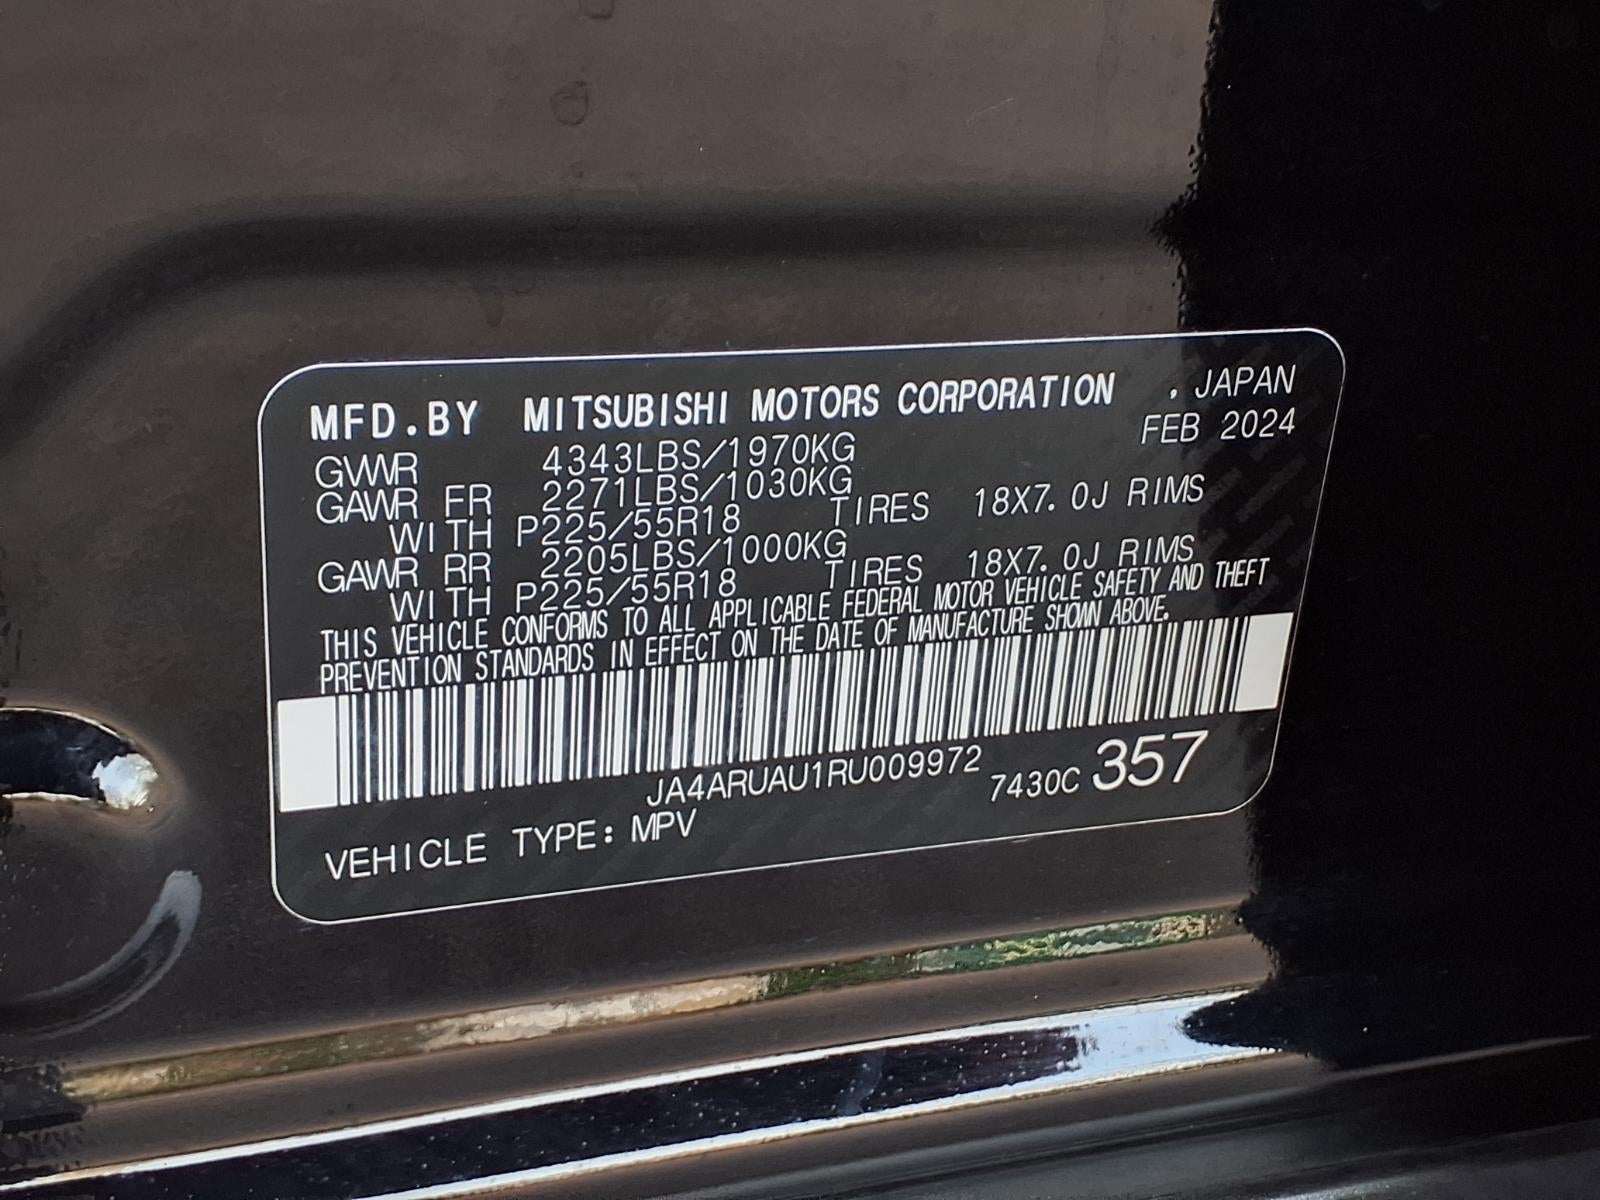 MFD.BY MITSUBISHI MOTORS CORPORATION , JAPAN
FEB 2024
GVWR 4343LBS/1970KG
GAWR FR 2271LBS/1030KG
WITH P225/55R18 TIRES 18X7.0J RIMS
GAWR RR 2205LBS/1000KG
WITH P225/55R18 TIRES 18X7.0J RIMS
THIS VEHICLE CONFORMS TO ALL APPLICABLE FEDERAL MOTOR VEHICLE SAFETY AND THEFT
PREVENTION STANDARDS IN EFFECT ON THE DATE OF MANUFACTURE SHOWN ABOVE.
JA4ARUAU1RU009972
7430C 357
VEHICLE TYPE: MPV